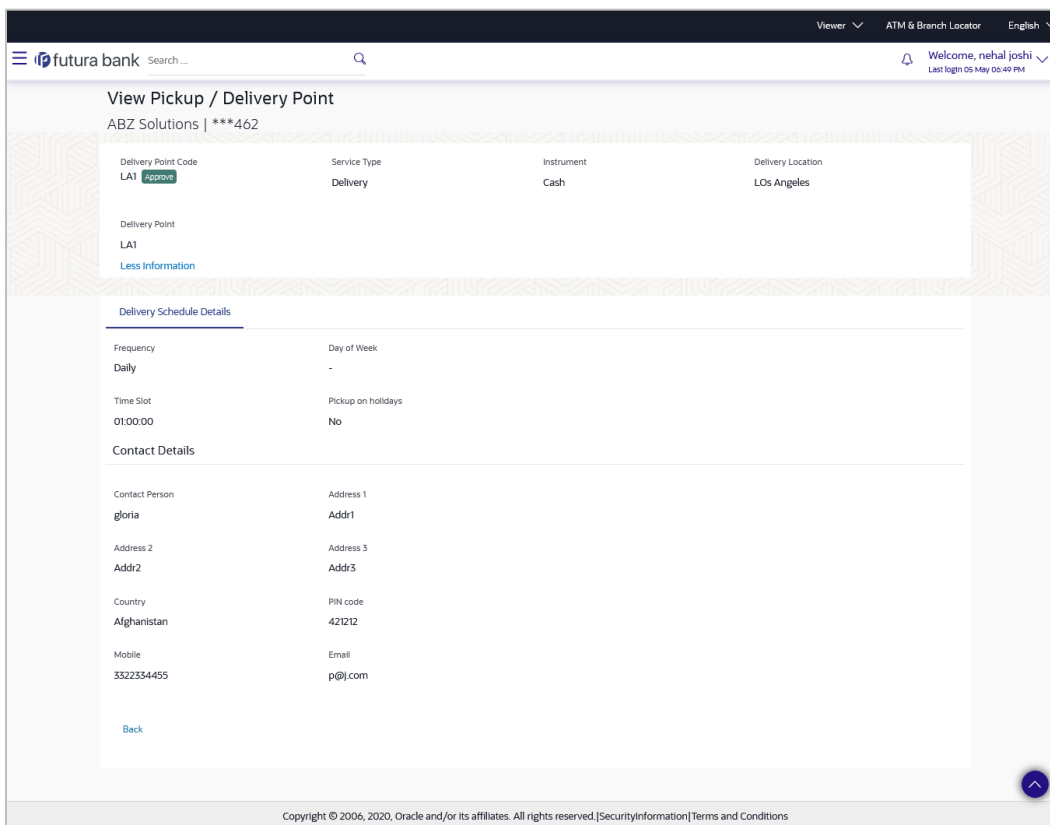 Viewer ATM & Branch Locator English
futura bank Search ... Welcome, nehal joshi
Last login 05 May 06:49 PM
View Pickup / Delivery Point
ABZ Solutions | ***462
Delivery Point Code Service Type Instrument Delivery Location
LA1 Approve Delivery Cash LOs Angeles
Delivery Point
LA1
Less Information
Delivery Schedule Details
Frequency Day of Week
Daily -
Time Slot Pickup on holidays
01:00:00 No
Contact Details
Contact Person Address 1
gloria Addr1
Address 2 Address 3
Addr2 Addr3
Country PIN code
Afghanistan 421212
Mobile Email
3322334455 p@j.com
Back
Copyright © 2006, 2020, Oracle and/or its affiliates. All rights reserved.|SecurityInformation|Terms and Conditions